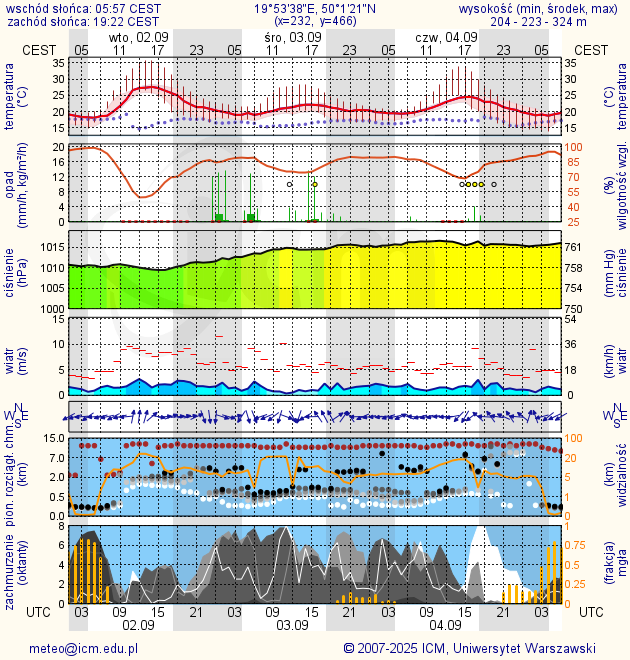 wschód słońca: 05:57 CEST 19°53'38"E, 50°1'21"N wysokość (min, środek, max)
zachód słońca: 19:22 CEST (x=232, y=466) 204 - 223 - 324 m
wto, 02.09 śro, 03.09 czw, 04.09
CEST 05 11 17 23 05 11 17 23 05 11 17 23 05 CEST
temperatura (°C) 35 30 25 20 15 35 30 25 20 15 (°C) temperatura
opad (mm/h, kg/m²/h) 20 16 12 8 4 0 100 85 70 55 40 25 (%) wilgotność wzgl.
ciśnienie (hPa) 1015 1010 1005 1000 761 758 754 750 (mm Hg) ciśnienie
wiatr (m/s) 15 10 5 0 54 36 18 0 (km/h) wiatr
N W E S N W E S
pion. rozciągł. chm. (km) 15.0 7.0 2.0 0.5 0.0 100 20 5 1 0 (km) widzialność
zachmurzenie (oktanty) 8 6 4 2 0 1 0.75 0.5 0.25 0 (frakcja) mgła
UTC 03 09 15 21 03 09 15 21 03 09 15 21 03 UTC
02.09 03.09 04.09
meteo@icm.edu.pl © 2007-2025 ICM, Uniwersytet Warszawski